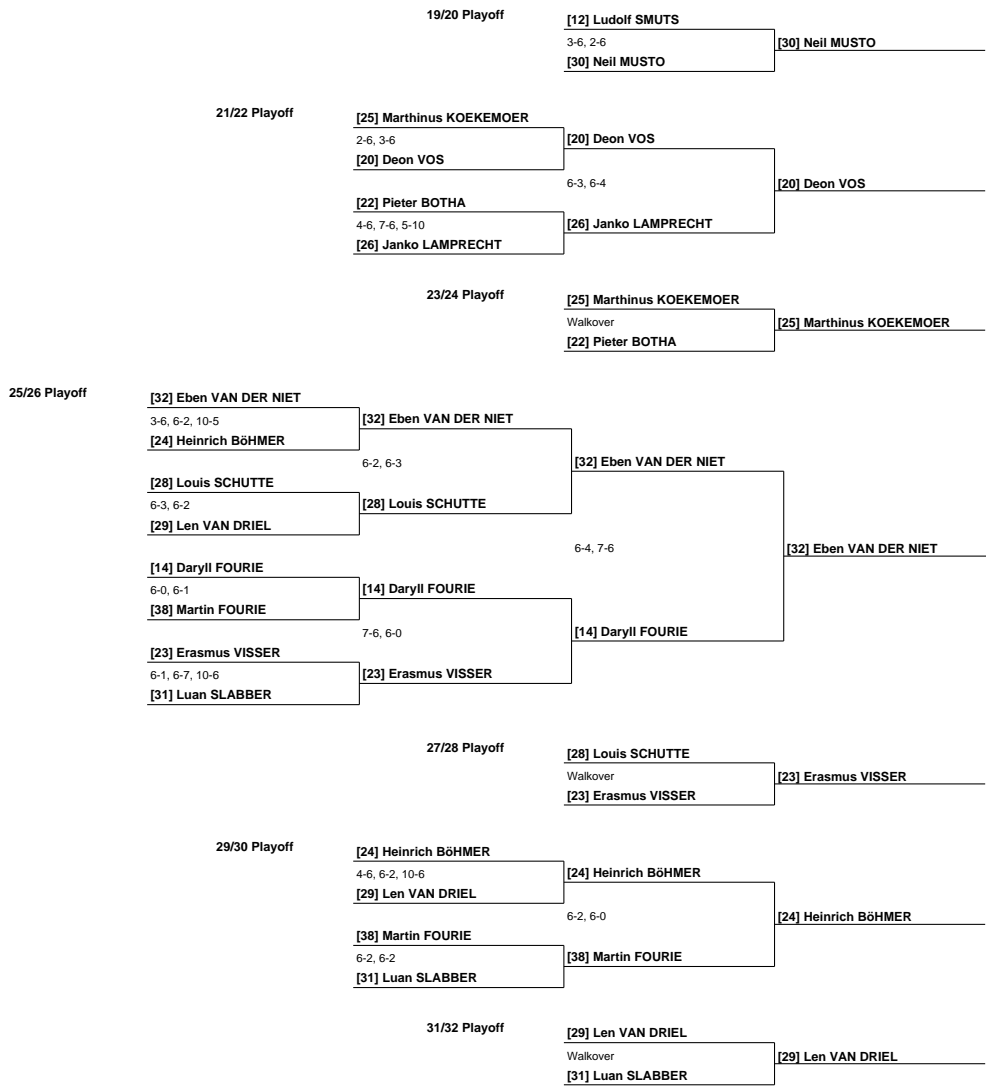 19/20 Playoff
[12] Ludolf SMUTS
3-6, 2-6
[30] Neil MUSTO
[30] Neil MUSTO
21/22 Playoff
[25] Marthinus KOEKEMOER
2-6, 3-6
[20] Deon VOS
[20] Deon VOS
6-3, 6-4
[20] Deon VOS
[22] Pieter BOTHA
4-6, 7-6, 5-10
[26] Janko LAMPRECHT
[26] Janko LAMPRECHT
23/24 Playoff
[25] Marthinus KOEKEMOER
Walkover
[25] Marthinus KOEKEMOER
[22] Pieter BOTHA
25/26 Playoff
[32] Eben VAN DER NIET
3-6, 6-2, 10-5
[32] Eben VAN DER NIET
[24] Heinrich BöHMER
6-2, 6-3
[32] Eben VAN DER NIET
[28] Louis SCHUTTE
6-3, 6-2
[28] Louis SCHUTTE
[29] Len VAN DRIEL
6-4, 7-6
[32] Eben VAN DER NIET
[14] Daryll FOURIE
6-0, 6-1
[14] Daryll FOURIE
[38] Martin FOURIE
7-6, 6-0
[14] Daryll FOURIE
[23] Erasmus VISSER
6-1, 6-7, 10-6
[23] Erasmus VISSER
[31] Luan SLABBER
27/28 Playoff
[28] Louis SCHUTTE
Walkover
[23] Erasmus VISSER
[23] Erasmus VISSER
29/30 Playoff
[24] Heinrich BöHMER
4-6, 6-2, 10-6
[24] Heinrich BöHMER
[29] Len VAN DRIEL
6-2, 6-0
[24] Heinrich BöHMER
[38] Martin FOURIE
6-2, 6-2
[38] Martin FOURIE
[31] Luan SLABBER
31/32 Playoff
[29] Len VAN DRIEL
Walkover
[29] Len VAN DRIEL
[31] Luan SLABBER